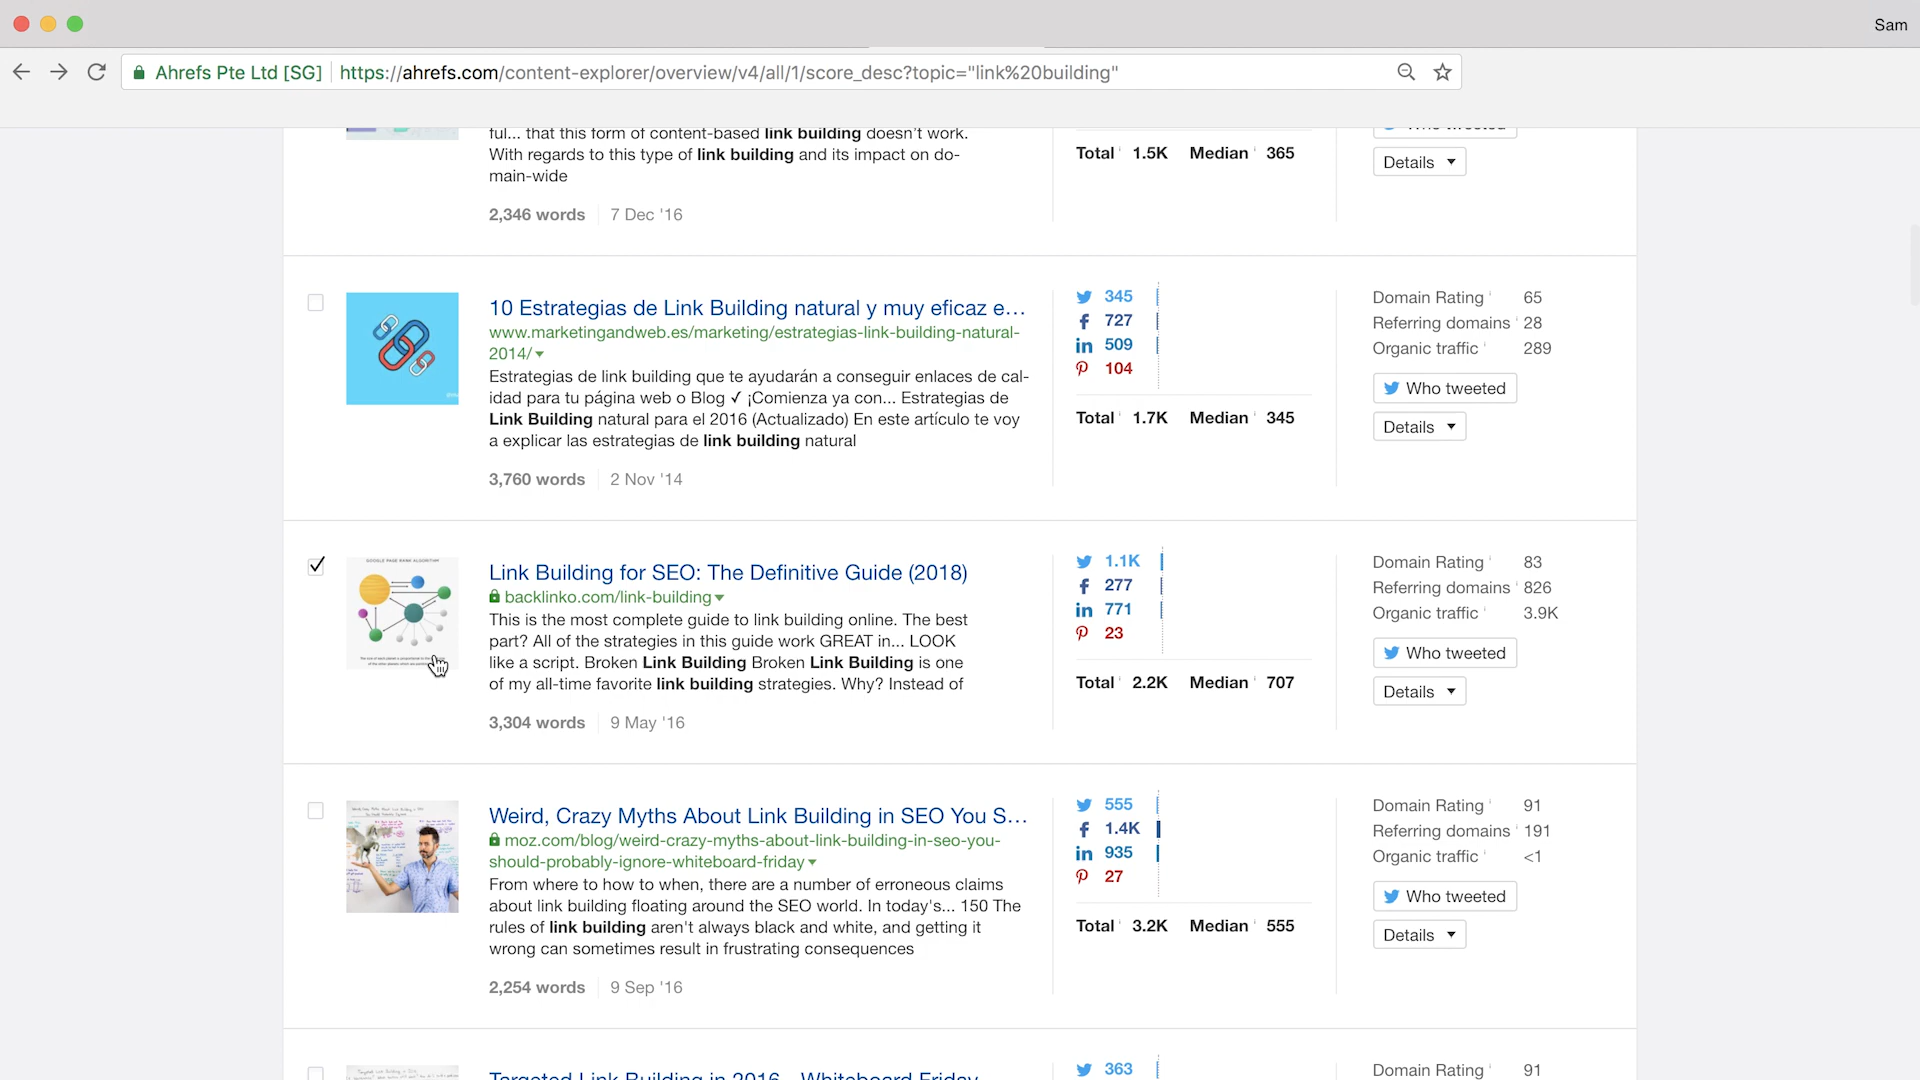 Sam
Ahrefs Pte Ltd [SG] https://ahrefs.com/content-explorer/overview/v4/all/1/score_desc?topic="link%20building"
ful... that this form of content-based link building doesn't work.
With regards to this type of link building and its impact on do-
main-wide
2,346 words 7 Dec '16
Total 1.5K Median 365
Who tweeted
Details
10 Estrategias de Link Building natural y muy eficaz e...
www.marketingandweb.es/marketing/estrategias-link-building-natural-
2014/
Estrategias de link building que te ayudarán a conseguir enlaces de cal-
idad para tu página web o Blog ✓ ¡Comienza ya con... Estrategias de
Link Building natural para el 2016 (Actualizado) En este artículo te voy
a explicar las estrategias de link building natural
3,760 words 2 Nov '14
345
727
509
104
Total 1.7K Median 345
Domain Rating 65
Referring domains 28
Organic traffic 289
Who tweeted
Details
GOOGLE PAGE RANK ALGORITHM
Link Building for SEO: The Definitive Guide (2018)
backlinko.com/link-building
This is the most complete guide to link building online. The best
part? All of the strategies in this guide work GREAT in... LOOK
like a script. Broken Link Building Broken Link Building is one
of my all-time favorite link building strategies. Why? Instead of
3,304 words 9 May '16
1.1K
277
in 771
23
Total 2.2K Median 707
Domain Rating 83
Referring domains 826
Organic traffic 3.9K
Who tweeted
Details
Weird, Crazy Myths About Link Building in SEO You S...
moz.com/blog/weird-crazy-myths-about-link-building-in-seo-you-
should-probably-ignore-whiteboard-friday
From where to how to when, there are a number of erroneous claims
about link building floating around the SEO world. In today's... 150 The
rules of link building aren't always black and white, and getting it
wrong can sometimes result in frustrating consequences
2,254 words 9 Sep '16
555
1.4K
in 935
27
Total 3.2K Median 555
Domain Rating 91
Referring domains 191
Organic traffic <1
Who tweeted
Details
Targeted Link Building in 2016 - Whiteboard Friday
363
Domain Rating 91